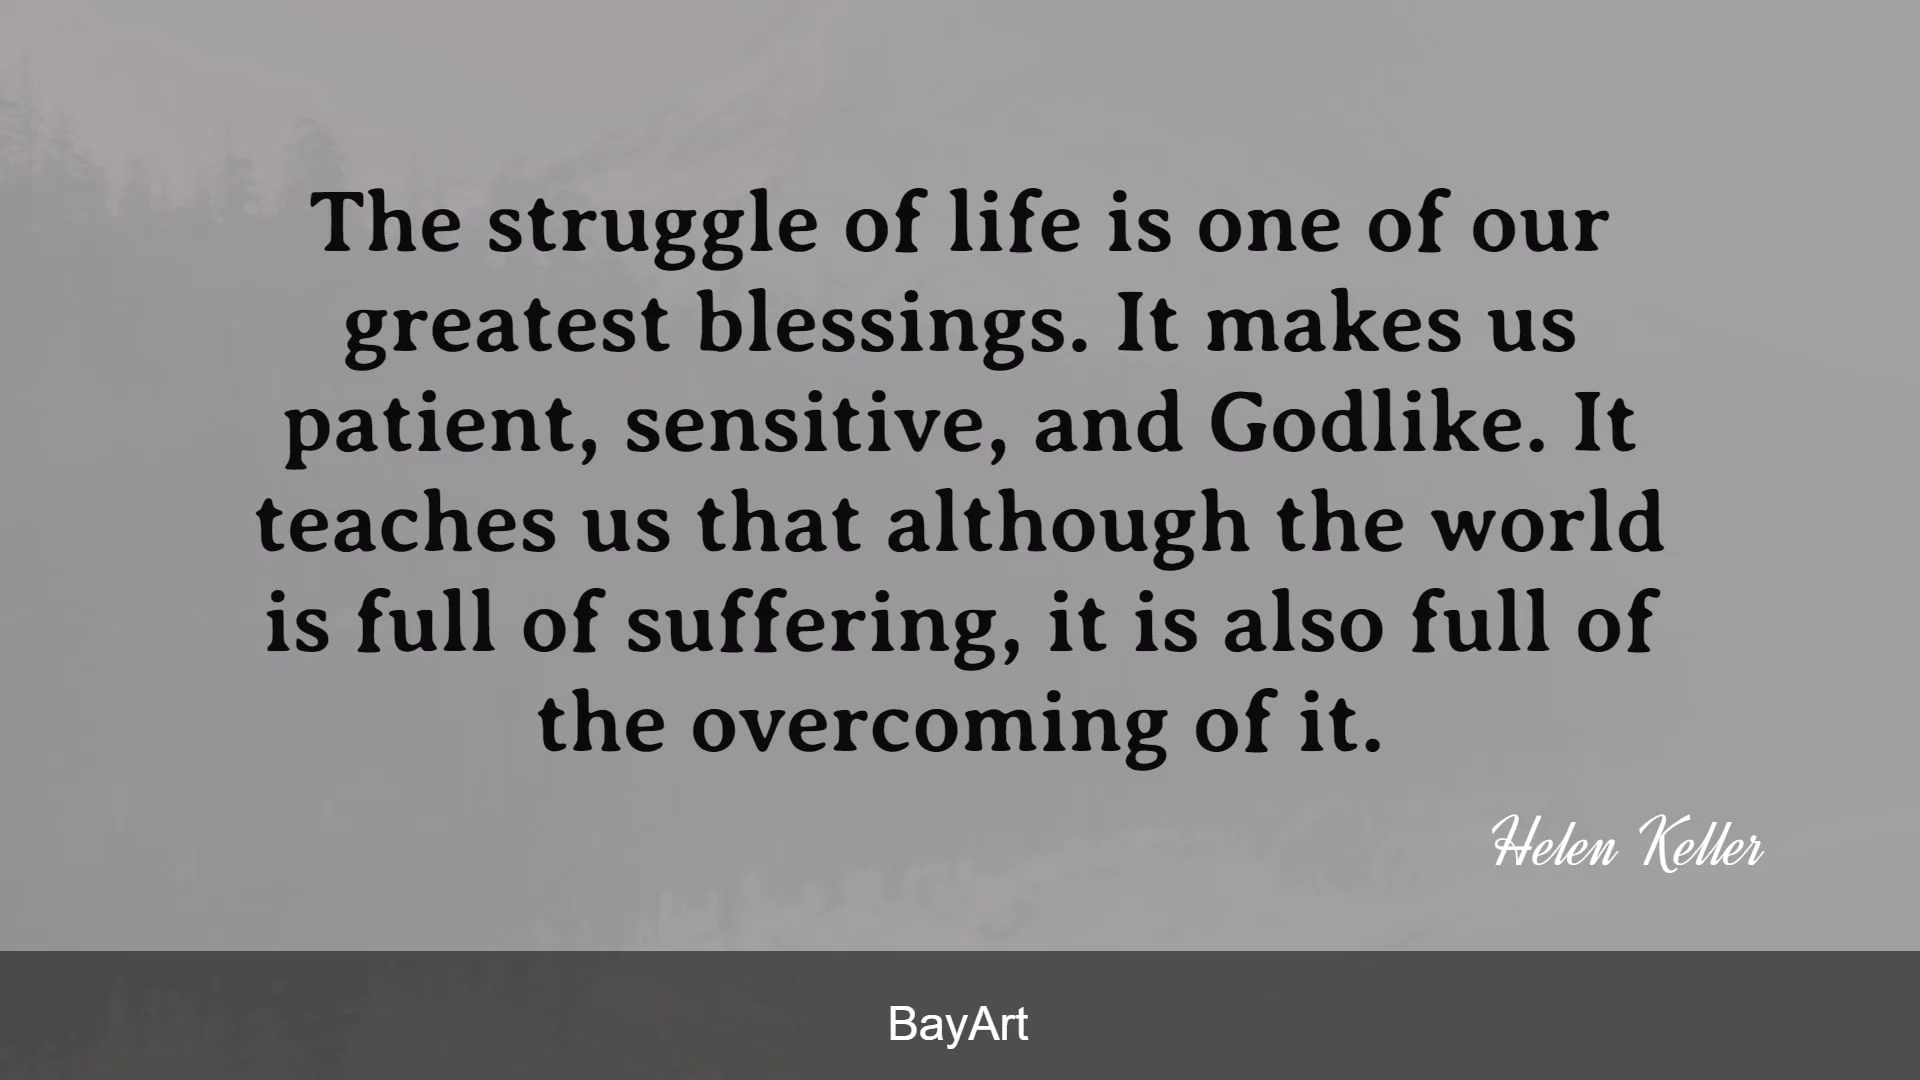 The struggle of life is one of our
greatest blessings. It makes us
patient, sensitive, and Godlike. It
teaches us that although the world
is full of suffering, it is also full of
the overcoming of it.
Helen Keller
BayArt